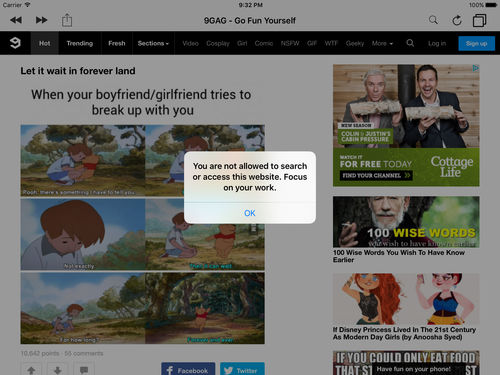 Carrier
9:32 PM
100%
9GAG - Go Fun Yourself
9
Hot
Trending
Fresh
Sections
Video
Cosplay
Girl
Comic
NSFW
GIF
WTF
Geeky
More
Log in
Sign up
Let it wait in forever land
When your boyfriend/girlfriend tries to
break up with you
Pooh, there's something I have to tell you.
Not exactly.
Then it can wait.
For how long?
Forever and ever.
10,642 points · 55 comments
Facebook
Twitter
You are not allowed to search
or access this website. Focus
on your work.
OK
NEW SEASON
COLIN & JUSTIN'S
CABIN PRESSURE
WATCH IT
FOR FREE TODAY
FIND YOUR CHANNEL
Cottage
Life
100 WISE WORDS
you wish to have known earlier
100 Wise Words You Wish To Have Know
Earlier
If Disney Princess Lived In The 21st Century
As Modern Day Girls (by Anoosha Syed)
IF YOU COULD ONLY EAT FOOD
Have fun on your phone!